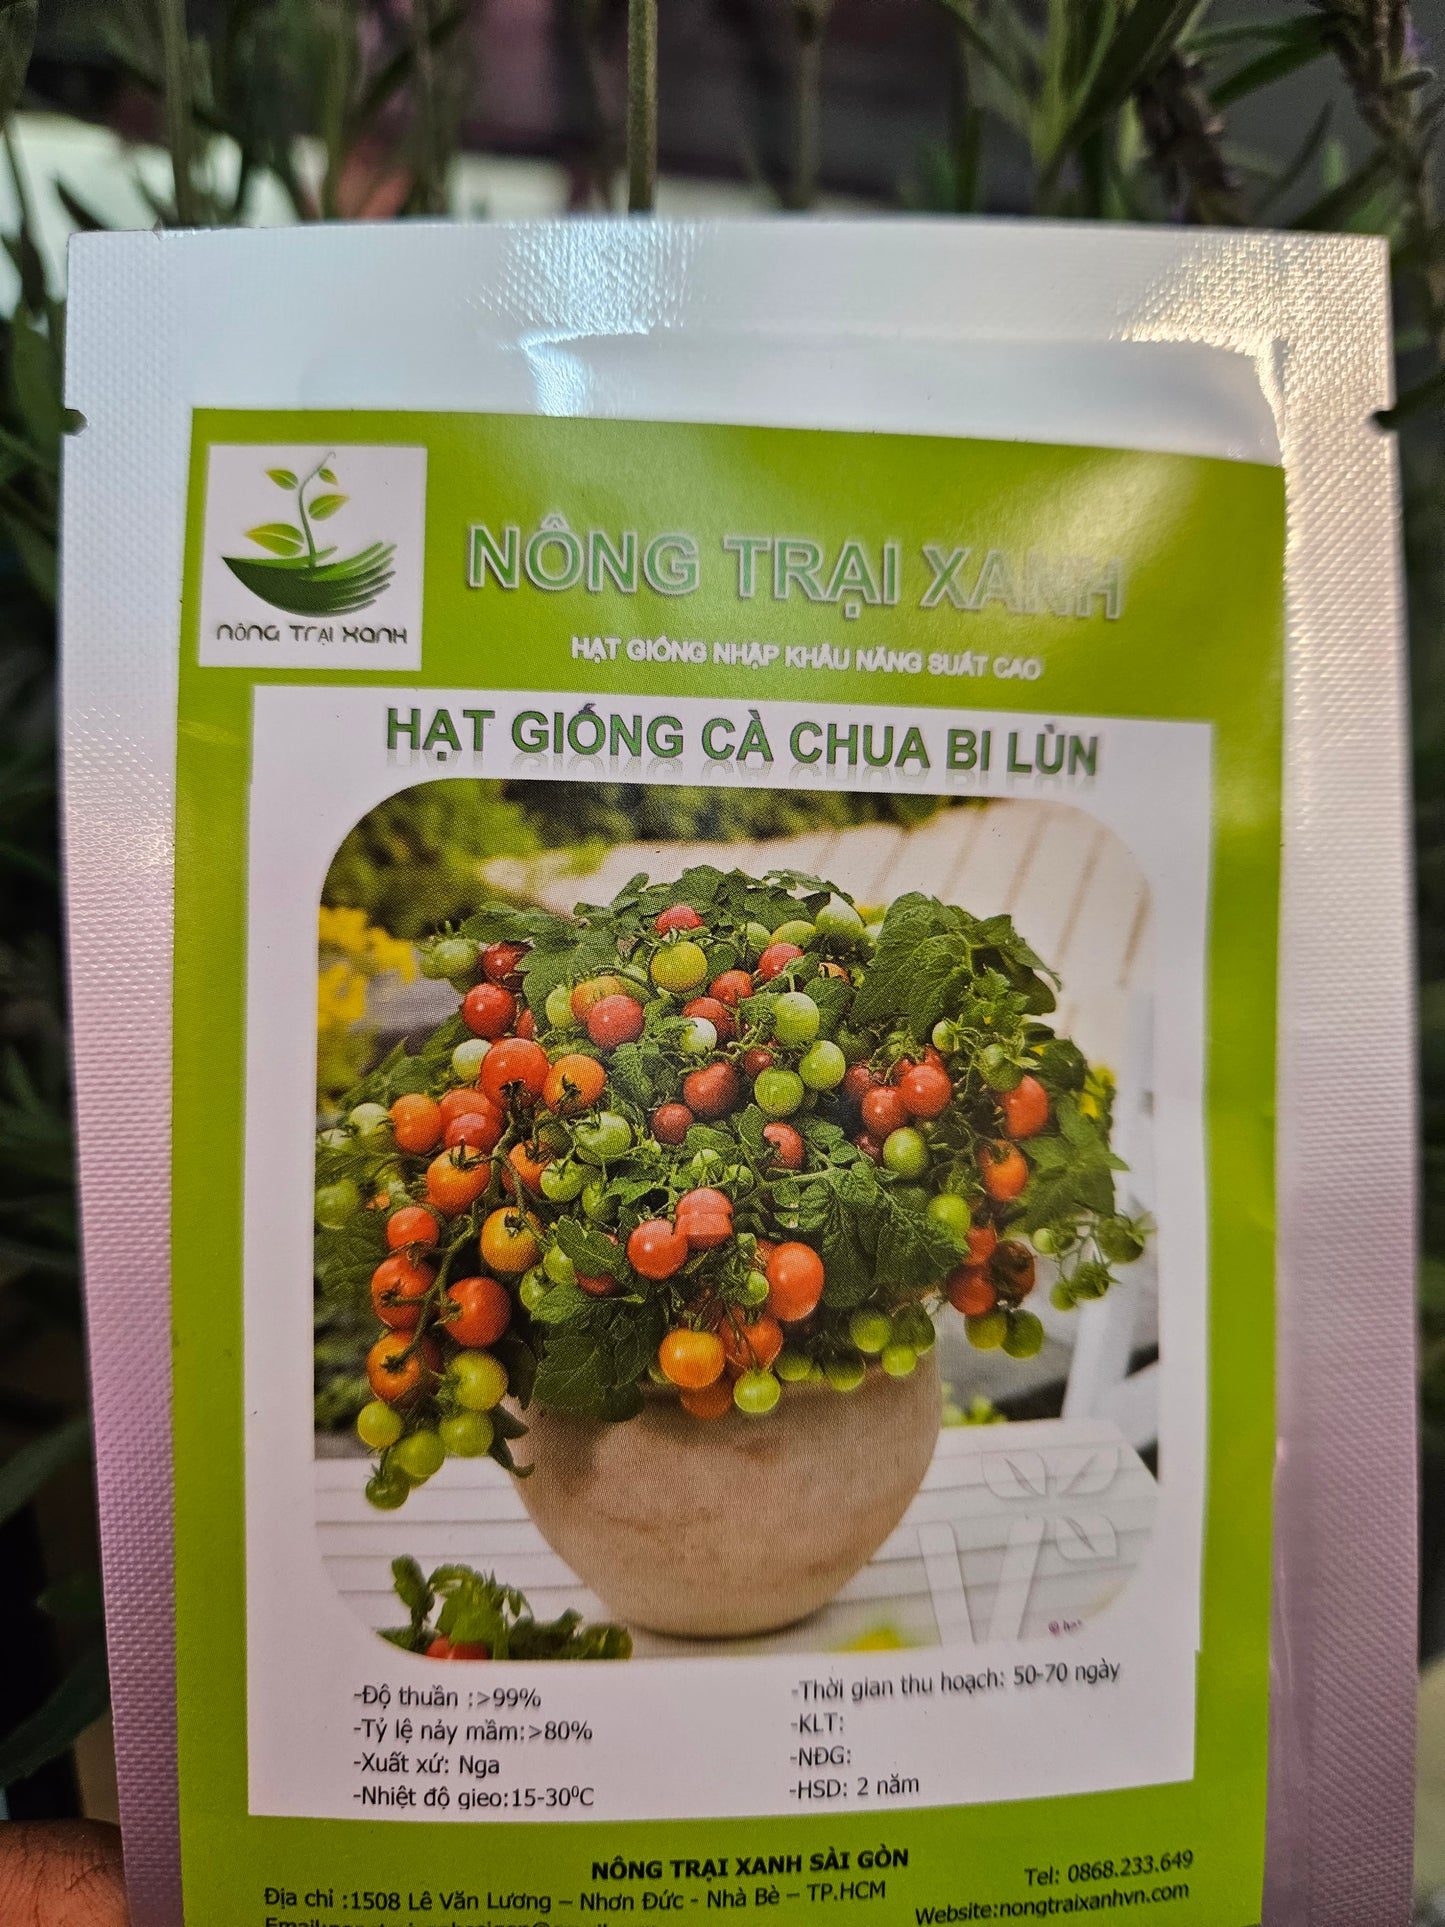 NÔNG TRẠI XANH
NÔNG TRẠI XANH
HẠT GIỐNG NHẬP KHẨU NĂNG SUẤT CAO
HẠT GIỐNG CÀ CHUA BI LÙN
-Độ thuần :>99%
-Tỷ lệ nảy mầm:>80%
-Xuất xứ: Nga
-Nhiệt độ gieo:15-30⁰C
-Thời gian thu hoạch: 50-70 ngày
-KLT:
-NĐG:
-HSD: 2 năm
NÔNG TRẠI XANH SÀI GÒN
Địa chỉ :1508 Lê Văn Lương – Nhơn Đức - Nhà Bè – TP.HCM
Tel: 0868.233.649
Website:nongtraixanhvn.com